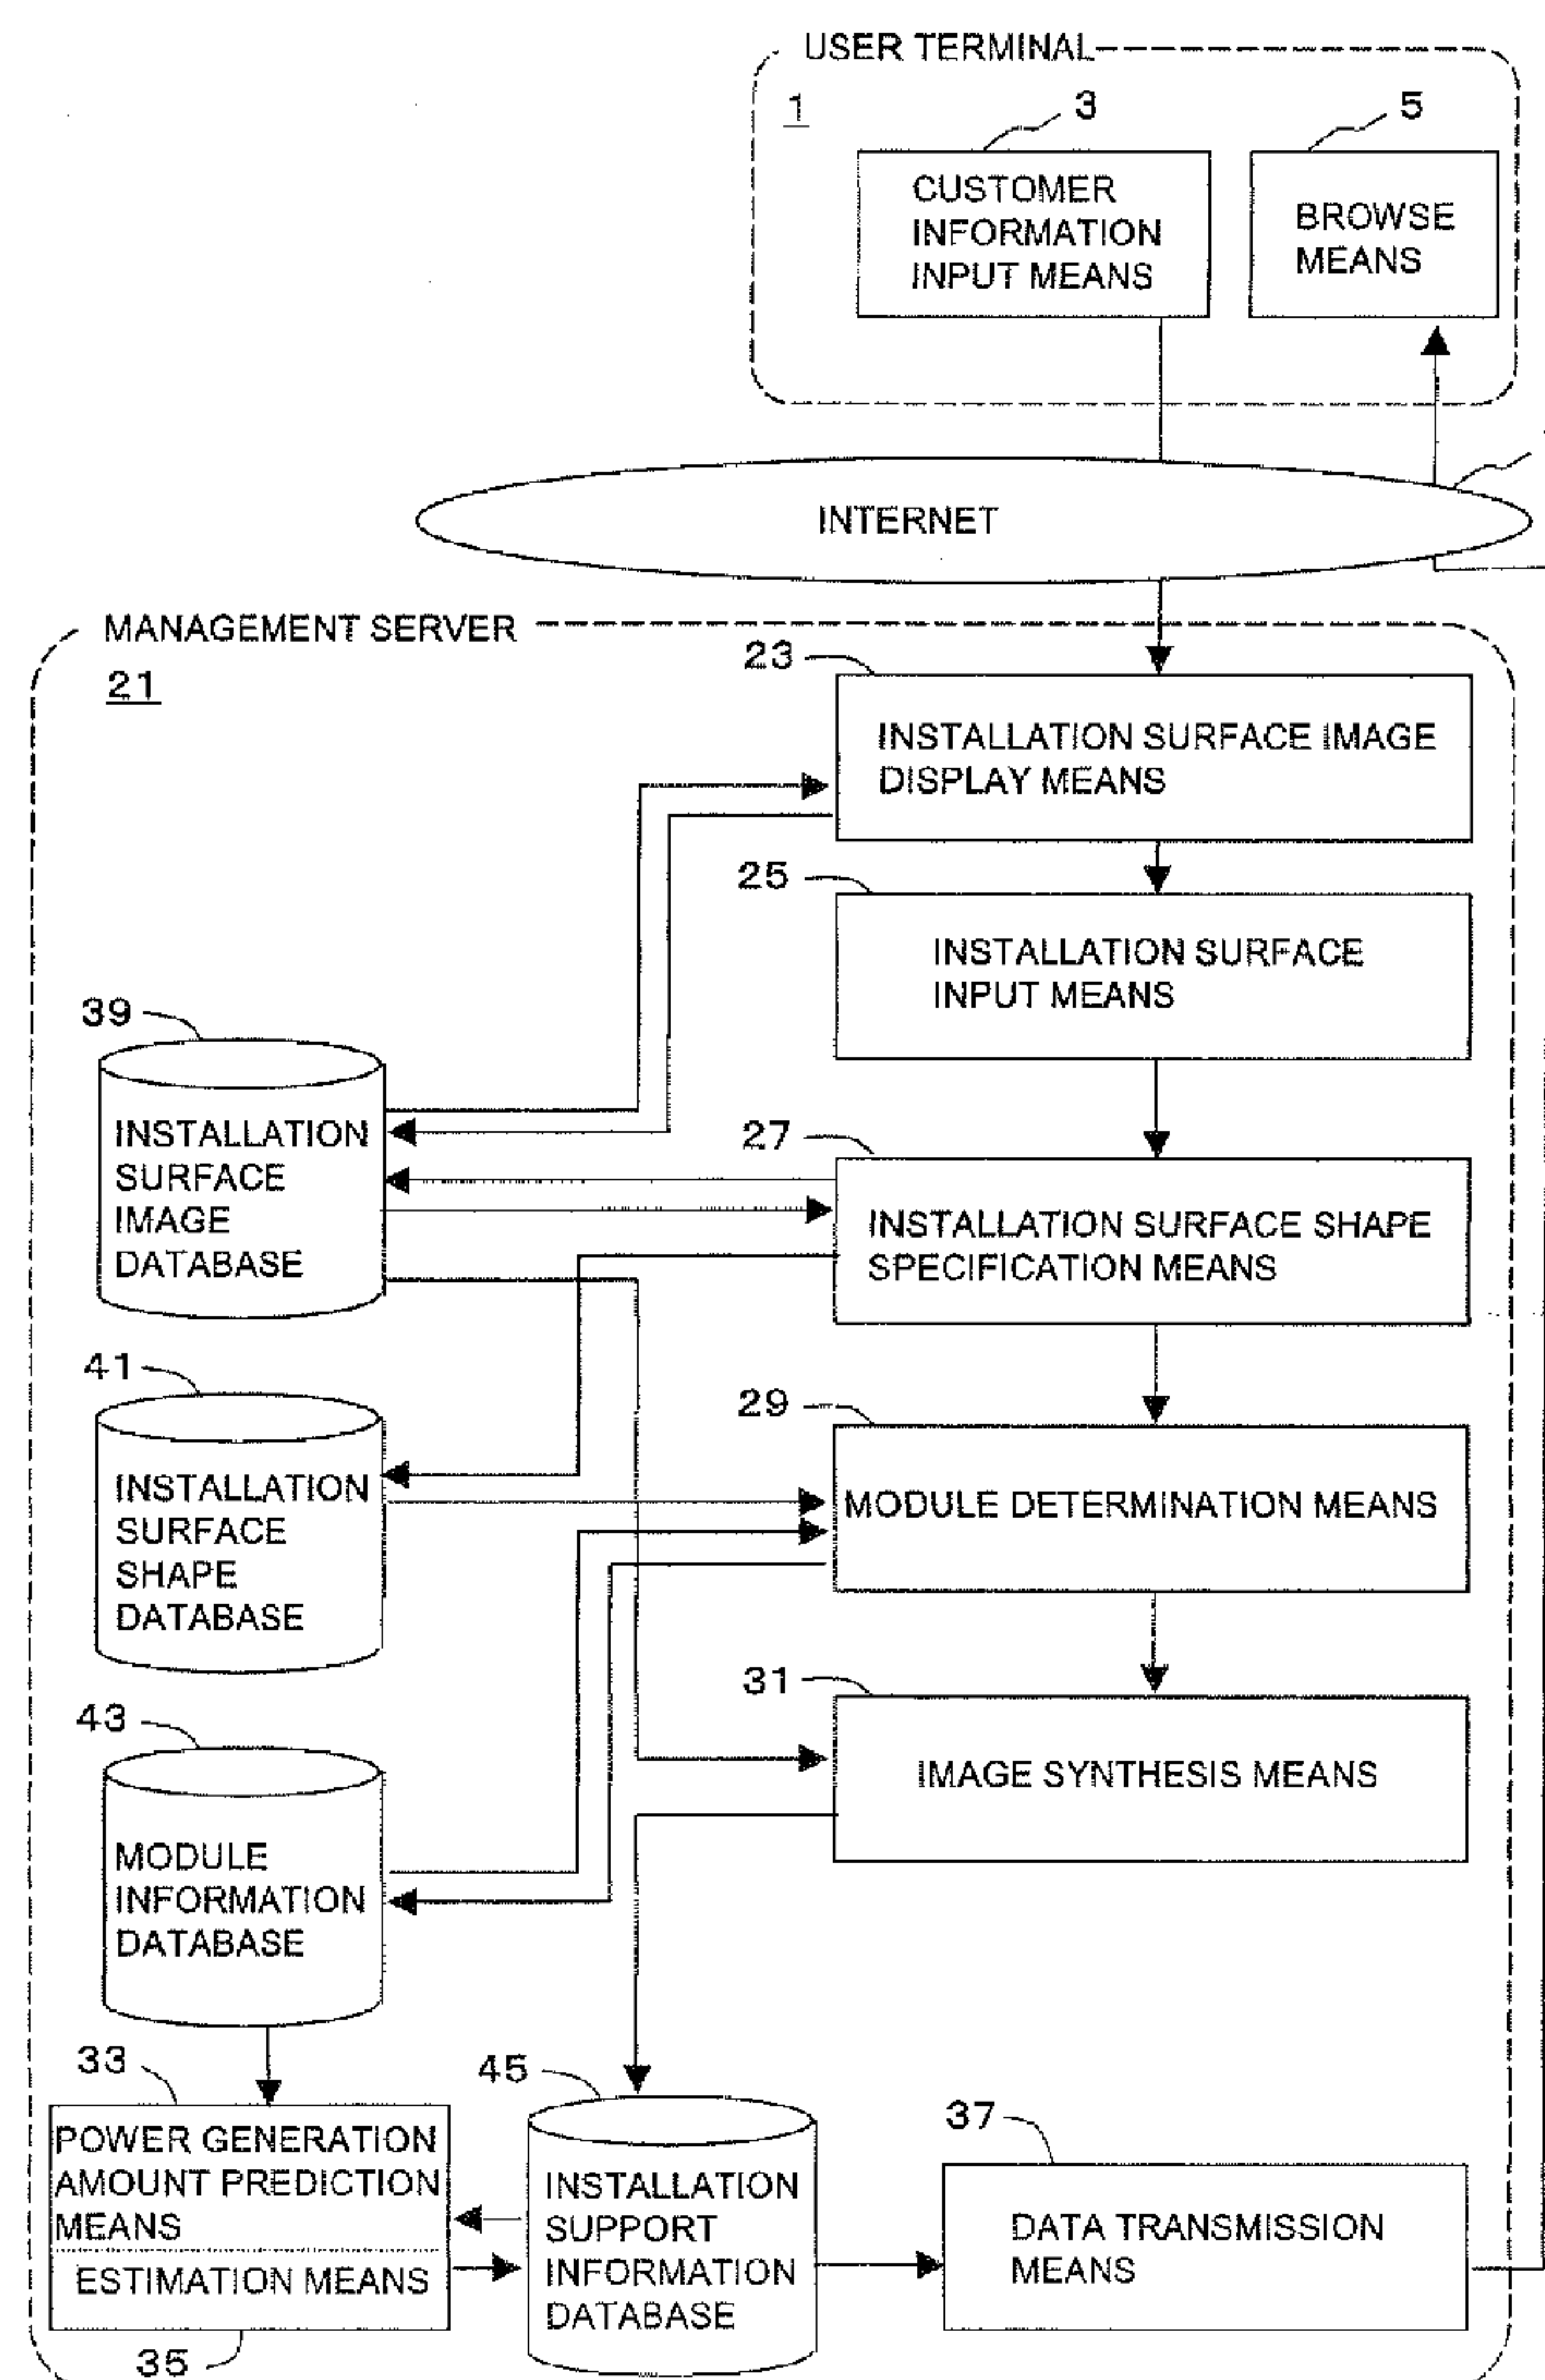 USER TERMINAL
1
3
5
CUSTOMER
INFORMATION
INPUT MEANS
BROWSE
MEANS
INTERNET
MANAGEMENT SERVER
21
23
INSTALLATION SURFACE IMAGE
DISPLAY MEANS
25
INSTALLATION SURFACE
INPUT MEANS
39
INSTALLATION
SURFACE
IMAGE
DATABASE
27
INSTALLATION SURFACE SHAPE
SPECIFICATION MEANS
41
INSTALLATION
SURFACE
SHAPE
DATABASE
29
MODULE DETERMINATION MEANS
31
IMAGE SYNTHESIS MEANS
43
MODULE
INFORMATION
DATABASE
33
POWER GENERATION
AMOUNT PREDICTION
MEANS
ESTIMATION MEANS
35
45
INSTALLATION
SUPPORT
INFORMATION
DATABASE
37
DATA TRANSMISSION
MEANS